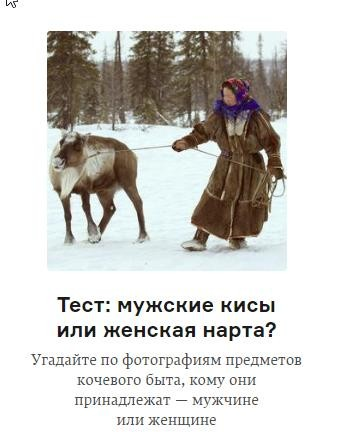 Тест: мужские кисы
или женская нарта?
Угадайте по фотографиям предметов
кочевого быта, кому они
принадлежат — мужчине
или женщине